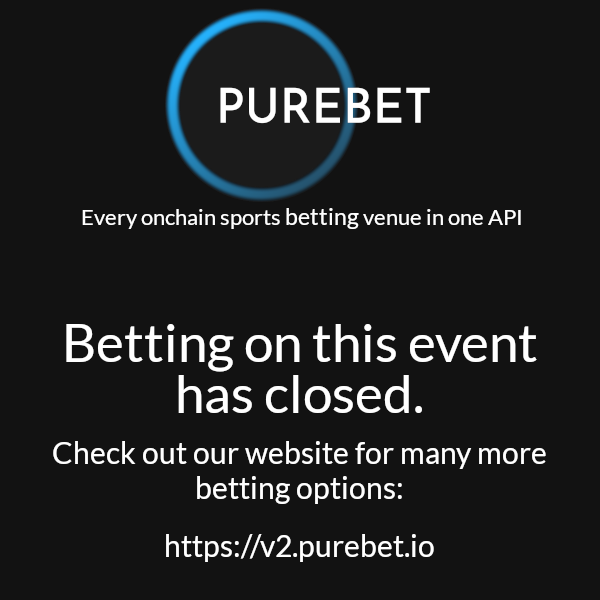 PUREBET
Every onchain sports betting venue in one API
Betting on this event
has closed.
Check out our website for many more
betting options:
https://v2.purebet.io